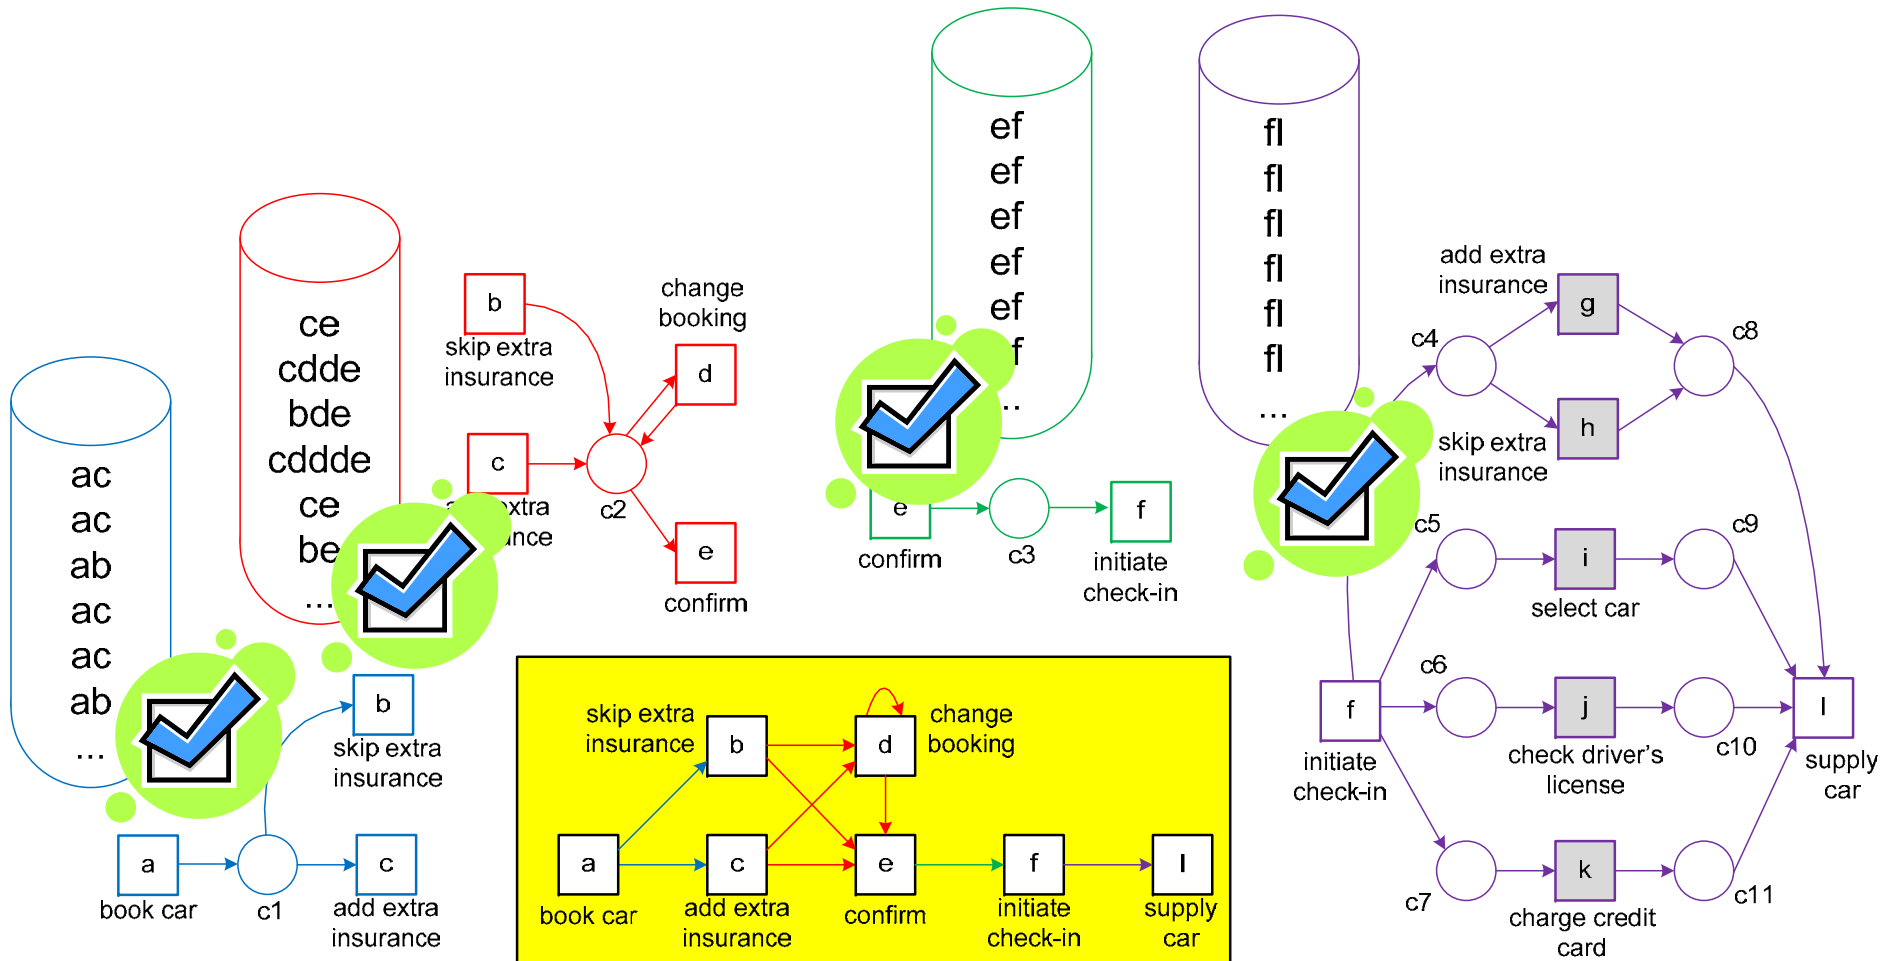 ac
ac
ab
ac
ac
ab
...
a
book car
c1
b
skip extra
insurance
c
add extra
insurance
ce
cdde
bde
cddde
ce
be
...
b
skip extra
insurance
c
extra
c2
change
booking
d
e
confirm
ef
ef
ef
ef
ef
e
confirm
c3
f
initiate
check-in
fl
fl
fl
fl
fl
fl
...
f
initiate
check-in
c4
add extra
insurance
g
h
skip extra
insurance
c8
c5
i
select car
c9
c6
j
check driver's
license
c10
c7
k
charge credit
card
c11
l
supply
car
skip extra
insurance
b
d
change
booking
a
book car
c
add extra
insurance
e
confirm
f
initiate
check-in
l
supply
car